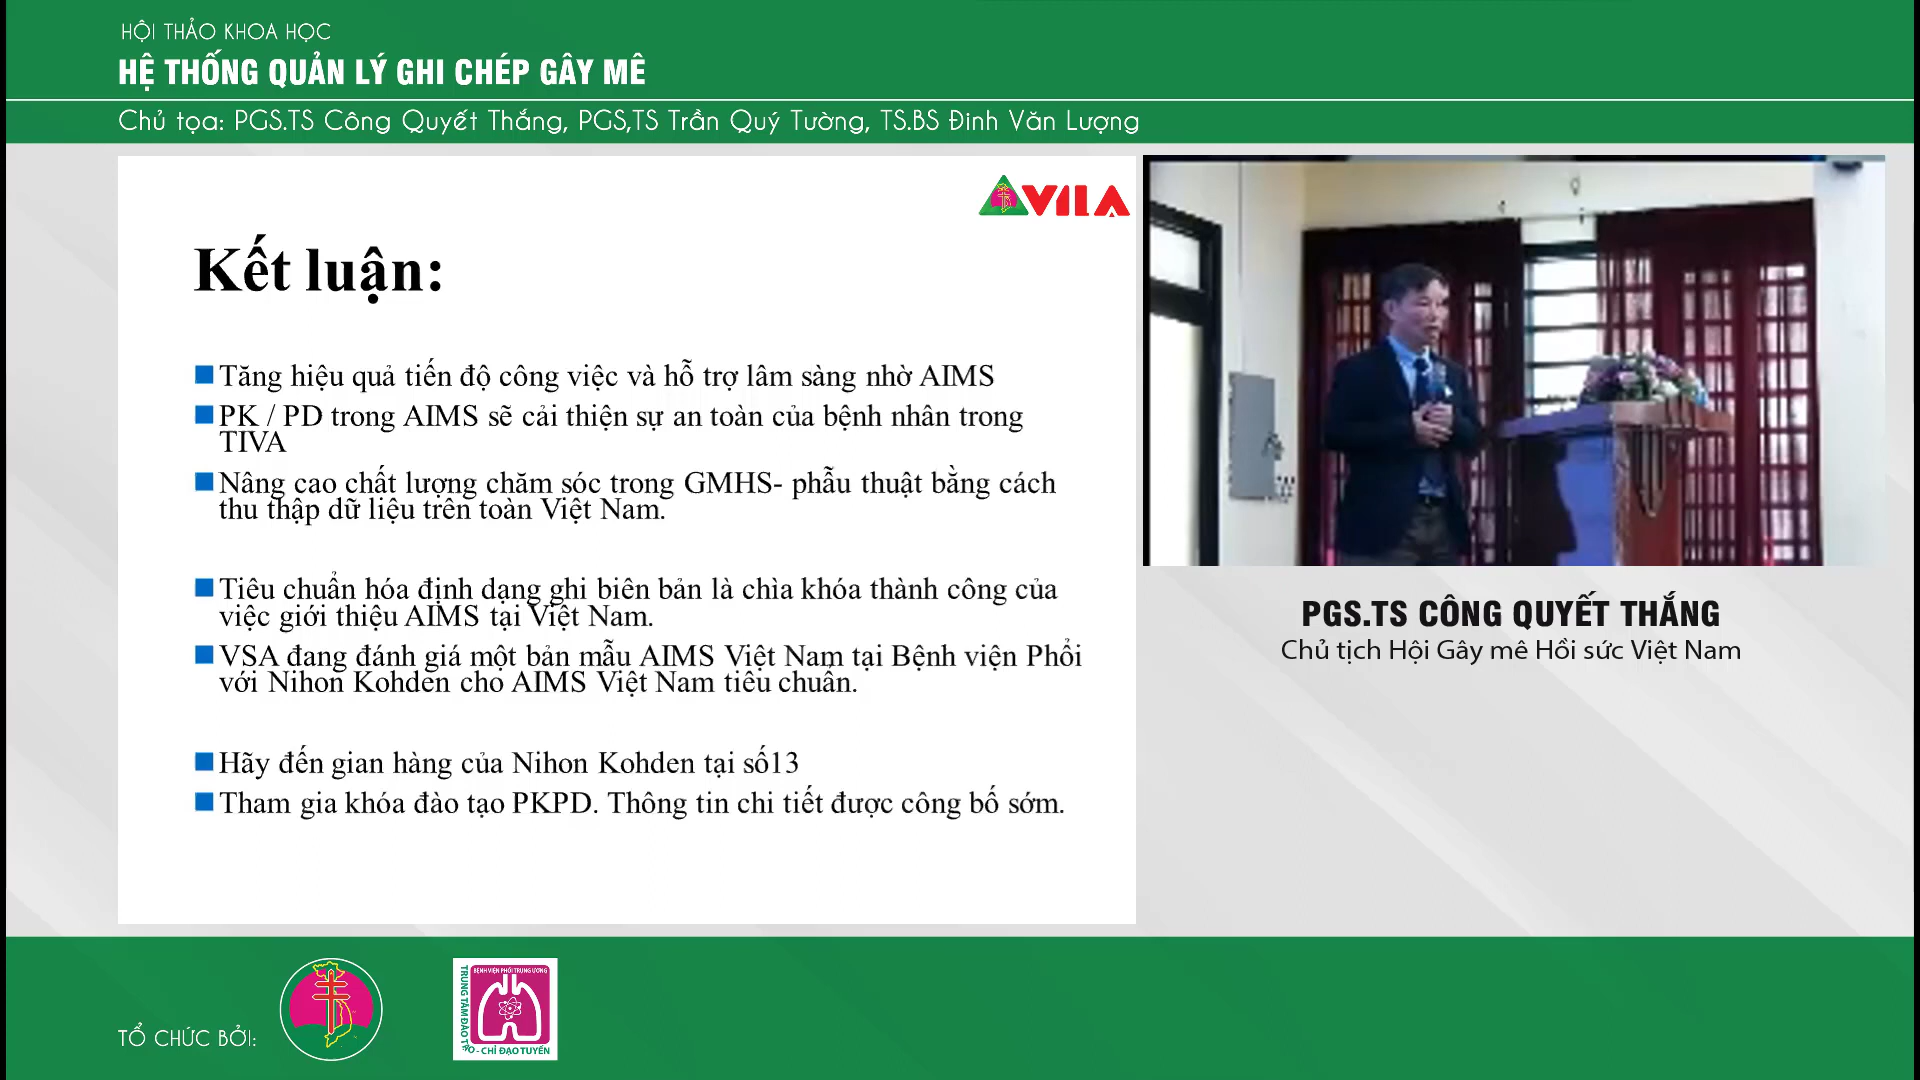 HỘI THẢO KHOA HỌC
HỆ THỐNG QUẢN LÝ GHI CHÉP GÂY MÊ
Chủ tọa: PGS.TS Công Quyết Thắng, PGS,TS Trần Quý Tường, TS.BS Đinh Văn Lượng
VILA
Kết luận:
Tăng hiệu quả tiến độ công việc và hỗ trợ lâm sàng nhờ AIMS
PK / PD trong AIMS sẽ cải thiện sự an toàn của bệnh nhân trong
TIVA
Nâng cao chất lượng chăm sóc trong GMHS- phẫu thuật bằng cách
thu thập dữ liệu trên toàn Việt Nam.
Tiêu chuẩn hóa định dạng ghi biên bản là chìa khóa thành công của
việc giới thiệu AIMS tại Việt Nam.
VSA đang đánh giá một bản mẫu AIMS Việt Nam tại Bệnh viện Phổi
với Nihon Kohden cho AIMS Việt Nam tiêu chuẩn.
Hãy đến gian hàng của Nihon Kohden tại số13
Tham gia khóa đào tạo PKPD. Thông tin chi tiết được công bố sớm.
PGS.TS CÔNG QUYẾT THẮNG
Chủ tịch Hội Gây mê Hồi sức Việt Nam
TỔ CHỨC BỞI:
BỆNH VIỆN PHỔI TRUNG ƯƠNG
TRUNG TÂM ĐÀO TẠO - CHỈ ĐẠO TUYẾN